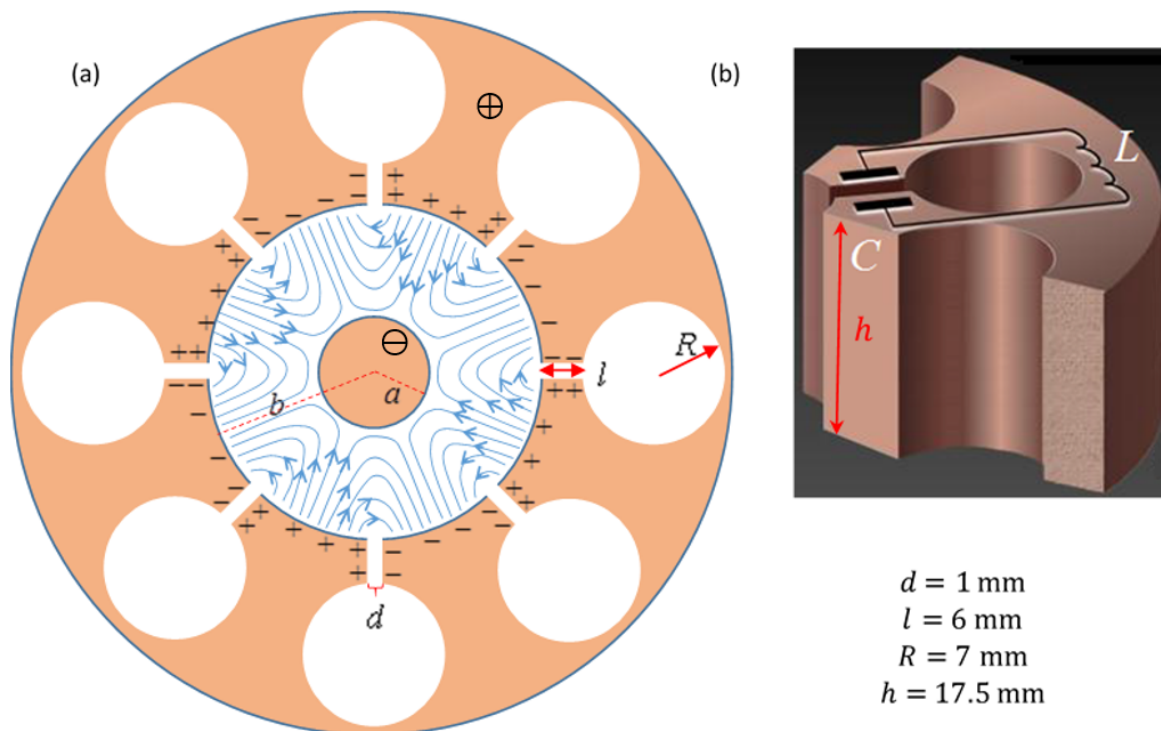 (a)
(b)
⊕
L
C
h
⊖
R
l
b
a
d
d = 1 mm
l = 6 mm
R = 7 mm
h = 17.5 mm